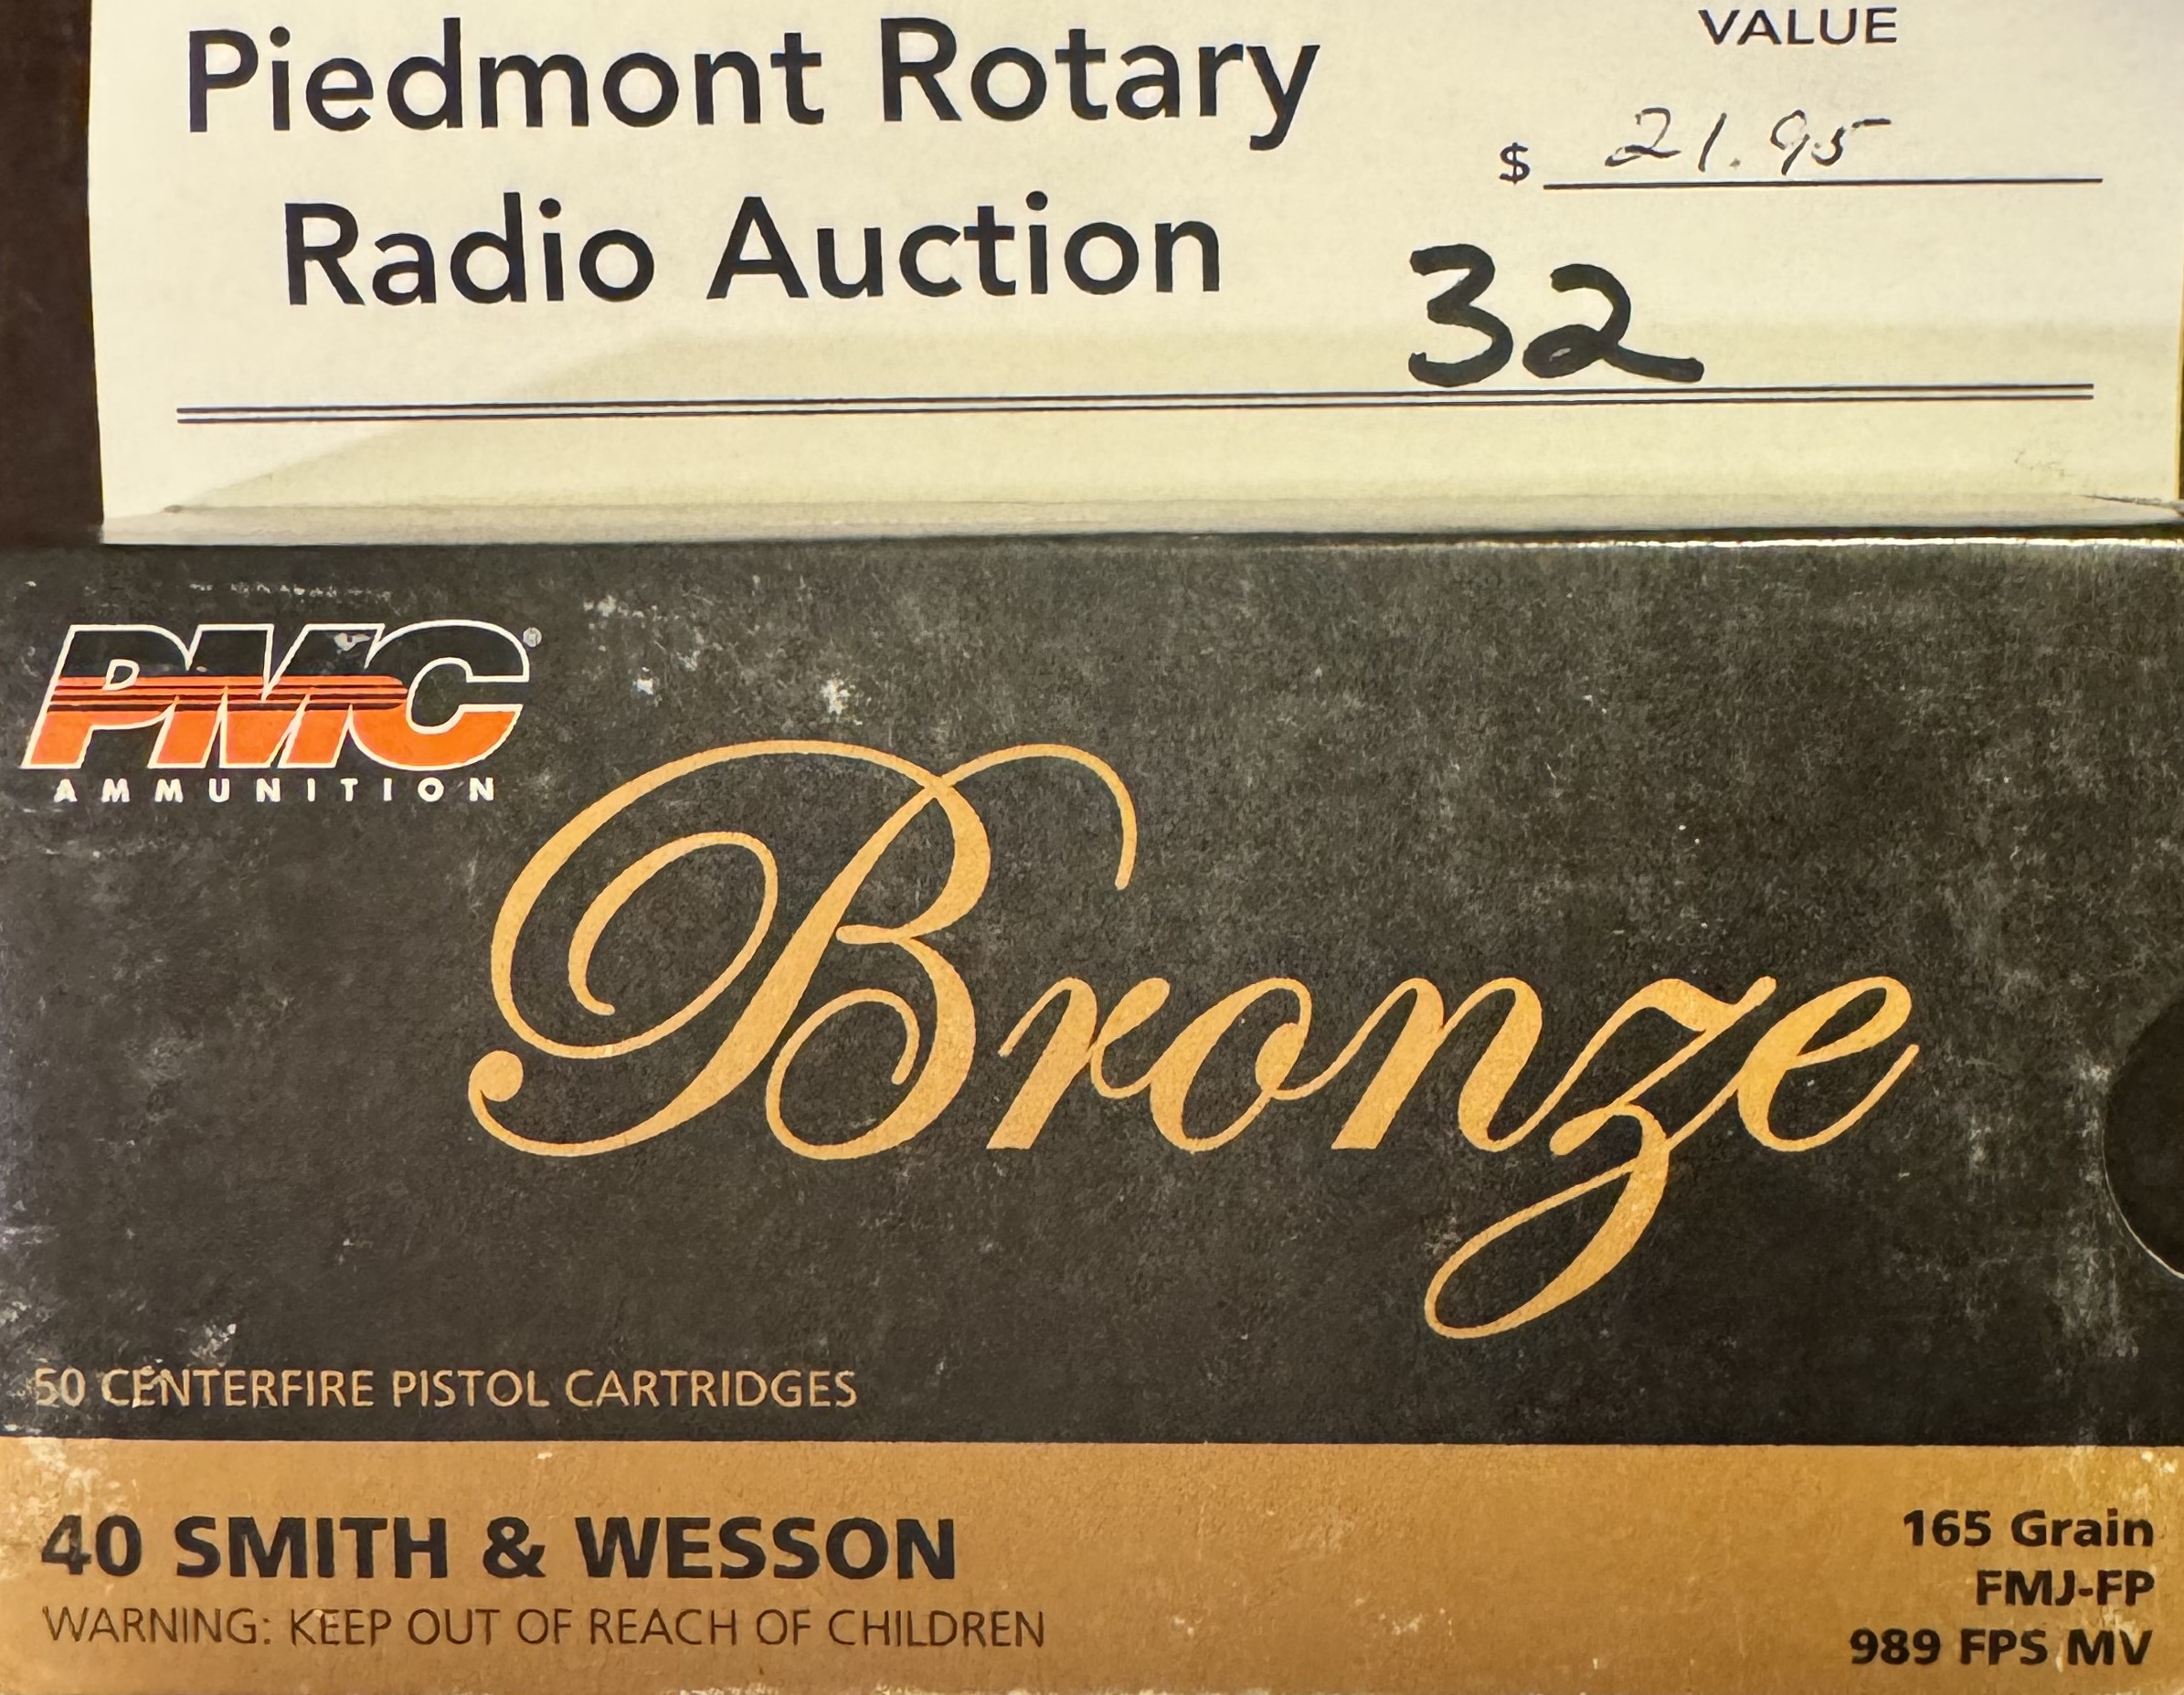 Piedmont Rotary
Radio Auction
VALUE
$ 21.95
32
PMC®
AMMUNITION
Bronze
50 CENTERFIRE PISTOL CARTRIDGES
40 SMITH & WESSON
WARNING: KEEP OUT OF REACH OF CHILDREN
165 Grain
FMJ-FP
989 FPS MV